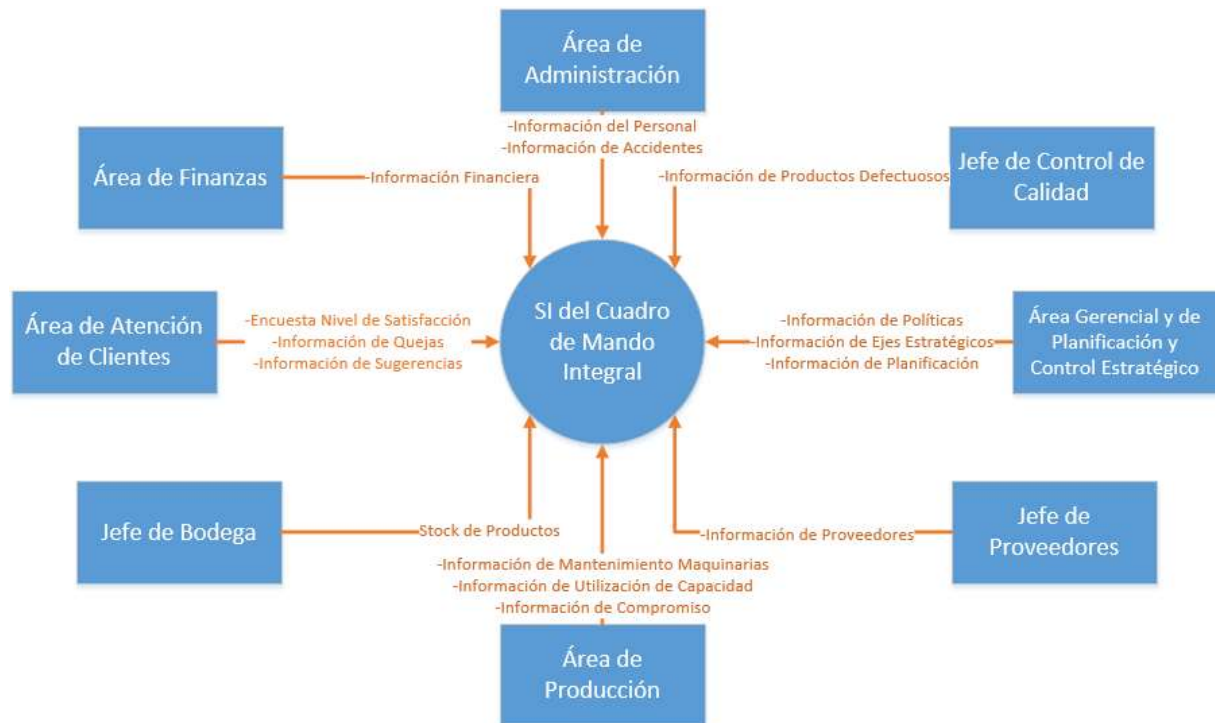 Área de
Administración
-Información del Personal
-Información de Accidentes
Área de Finanzas
-Información Financiera
-Información de Productos Defectuosos
Jefe de Control de
Calidad
Área de Atención
de Clientes
-Encuesta Nivel de Satisfacción
-Información de Quejas
-Información de Sugerencias
SI del Cuadro
de Mando
Integral
-Información de Políticas
-Información de Ejes Estratégicos
-Información de Planificación
Área Gerencial y de
Planificación y
Control Estratégico
Jefe de Bodega
Stock de Productos
-Información de Proveedores
Jefe de
Proveedores
-Información de Mantenimiento Maquinarias
-Información de Utilización de Capacidad
-Información de Compromiso
Área de
Producción